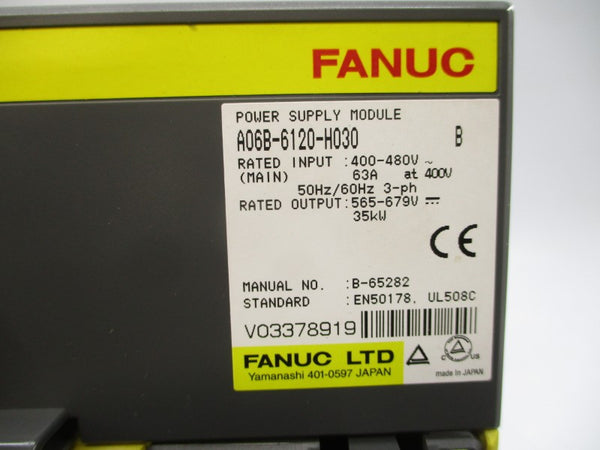 FANUC
POWER SUPPLY MODULE
A06B-6120-H030 B
RATED INPUT :400-480V ~
(MAIN) 63A at 400V
50Hz/60Hz 3-ph
RATED OUTPUT:565-679V ⎓
35kW
CE
MANUAL NO. :B-65282
STANDARD :EN50178, UL508C
V03378919
FANUC LTD
Yamanashi 401-0597 JAPAN
C US
made in JAPAN